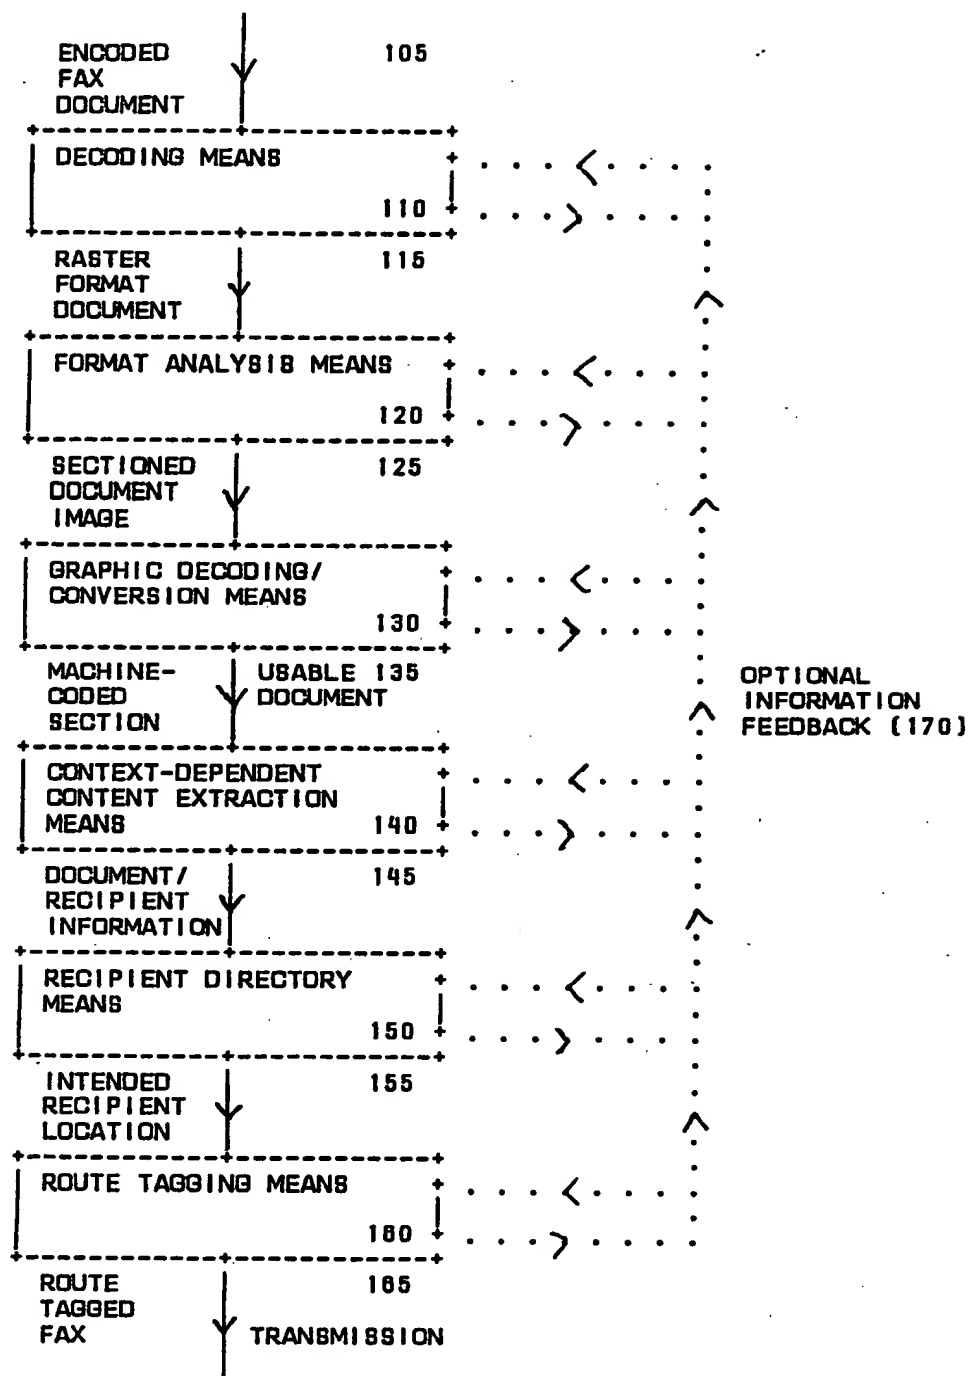 ENCODED 105
FAX
DOCUMENT
DECODING MEANS
110
RASTER 115
FORMAT
DOCUMENT
FORMAT ANALYSIS MEANS
120
SECTIONED 125
DOCUMENT
IMAGE
GRAPHIC DECODING/
CONVERSION MEANS
130
MACHINE- USABLE 135
CODED DOCUMENT
SECTION
OPTIONAL
INFORMATION
FEEDBACK (170)
CONTEXT-DEPENDENT
CONTENT EXTRACTION
MEANS 140
DOCUMENT/ 145
RECIPIENT
INFORMATION
RECIPIENT DIRECTORY
MEANS
150
INTENDED 155
RECIPIENT
LOCATION
ROUTE TAGGING MEANS
160
ROUTE 165
TAGGED
FAX TRANSMISSION